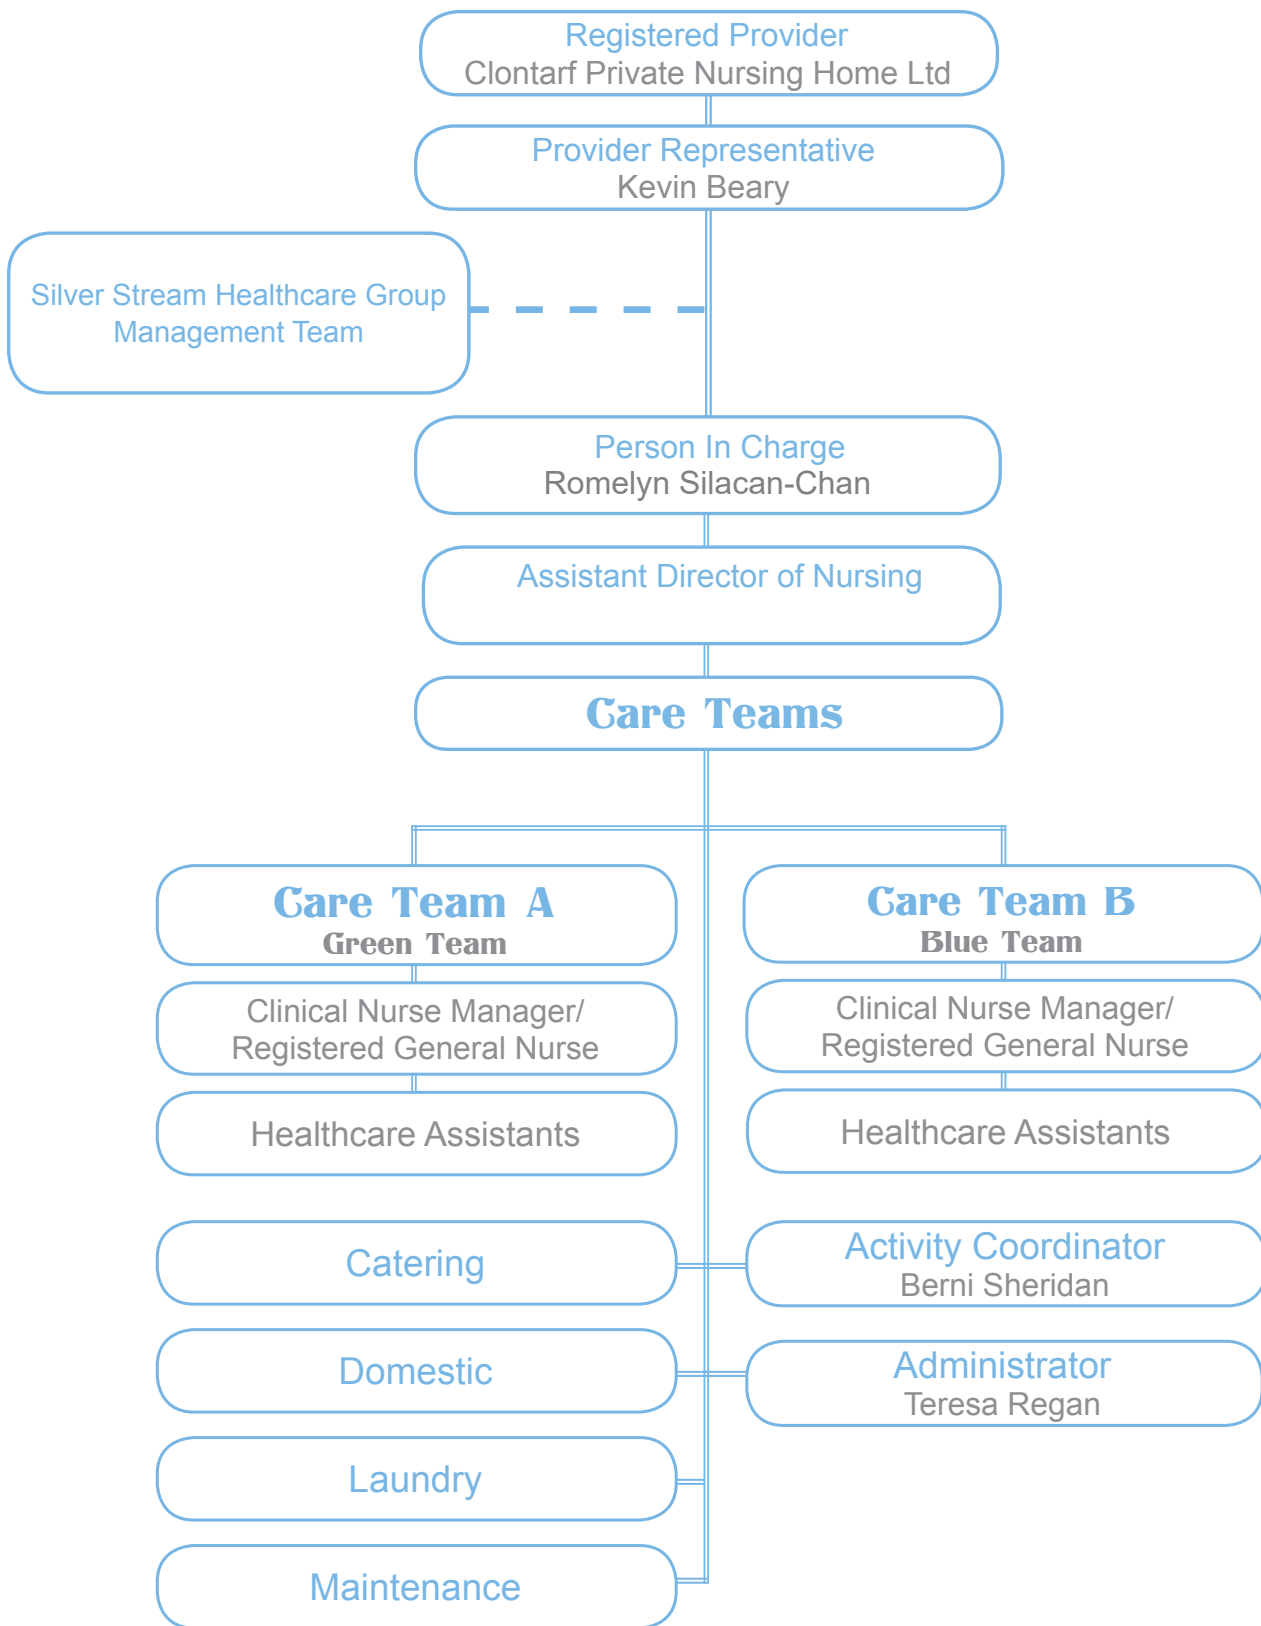 Registered Provider
Clontarf Private Nursing Home Ltd
Provider Representative
Kevin Beary
Silver Stream Healthcare Group
Management Team
Person In Charge
Romelyn Silacan-Chan
Assistant Director of Nursing
Care Teams
Care Team A
Green Team
Clinical Nurse Manager/
Registered General Nurse
Healthcare Assistants
Care Team B
Blue Team
Clinical Nurse Manager/
Registered General Nurse
Healthcare Assistants
Catering
Activity Coordinator
Berni Sheridan
Domestic
Administrator
Teresa Regan
Laundry
Maintenance